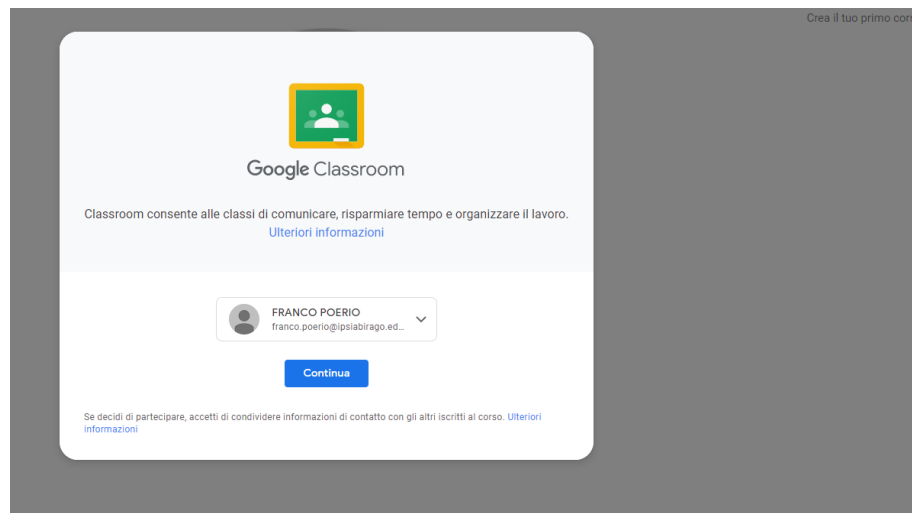 Crea il tuo primo
Google Classroom
Classroom consente alle classi di comunicare, risparmiare tempo e organizzare il lavoro.
Ulteriori informazioni
FRANCO POERIO
franco.poerio@ipsiabirago.ed...
Continua
Se decidi di partecipare, accetti di condividere informazioni di contatto con gli altri iscritti al corso. Ulteriori
informazioni